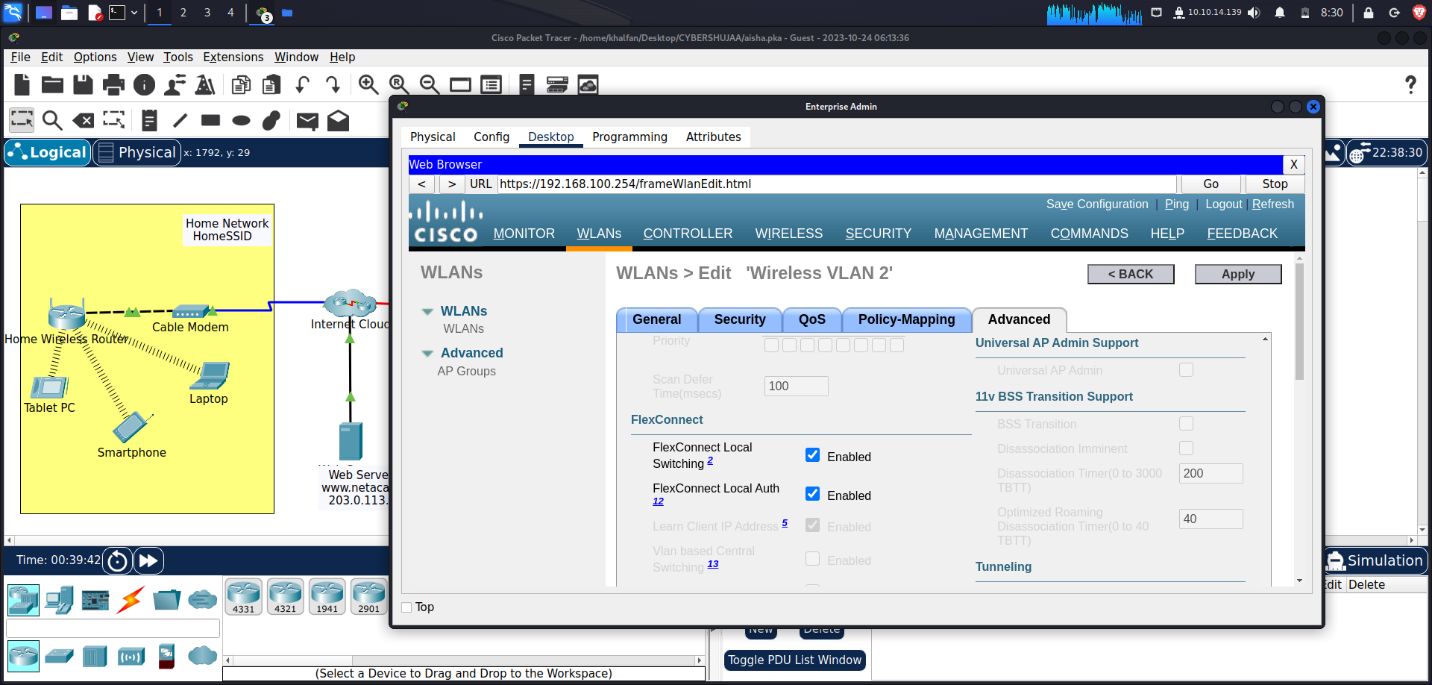 1 2 3 4 3 10.10.14.139 8:30
Cisco Packet Tracer - /home/khalfan/Desktop/CYBERSHUJAA/aisha.pka - Guest - 2023-10-24 06:13:36
File Edit Options View Tools Extensions Window Help
Enterprise Admin
Physical Config Desktop Programming Attributes
Logical Physical x: 1792, y: 29
22:38:30
Web Browser X
< > URL https://192.168.100.254/frameWlanEdit.html Go Stop
Save Configuration | Ping | Logout | Refresh
CISCO MONITOR WLANs CONTROLLER WIRELESS SECURITY MANAGEMENT COMMANDS HELP FEEDBACK
Home Network
HomeSSID
Home Wireless Router
Cable Modem
Internet Cloud
Tablet PC
Laptop
Smartphone
Web Serve
www.netaca
203.0.113.
WLANs
WLANs
WLANs
Advanced
AP Groups
WLANs > Edit 'Wireless VLAN 2'
< BACK Apply
General Security QoS Policy-Mapping Advanced
Priority
Scan Defer
Time(msecs)
100
FlexConnect
FlexConnect Local
Switching 2
Enabled
FlexConnect Local Auth
12
Enabled
Learn Client IP Address 5
Enabled
Vlan based Central
Switching 13
Enabled
Universal AP Admin Support
Universal AP Admin
11v BSS Transition Support
BSS Transition
Disassociation Imminent
Disassociation Timer(0 to 3000
TBTT)
200
Optimized Roaming
Disassociation Timer(0 to 40
TBTT)
40
Tunneling
Top
Time: 00:39:42
Simulation
Edit Delete
4331 4321 1941 2901
New Delete
Toggle PDU List Window
(Select a Device to Drag and Drop to the Workspace)